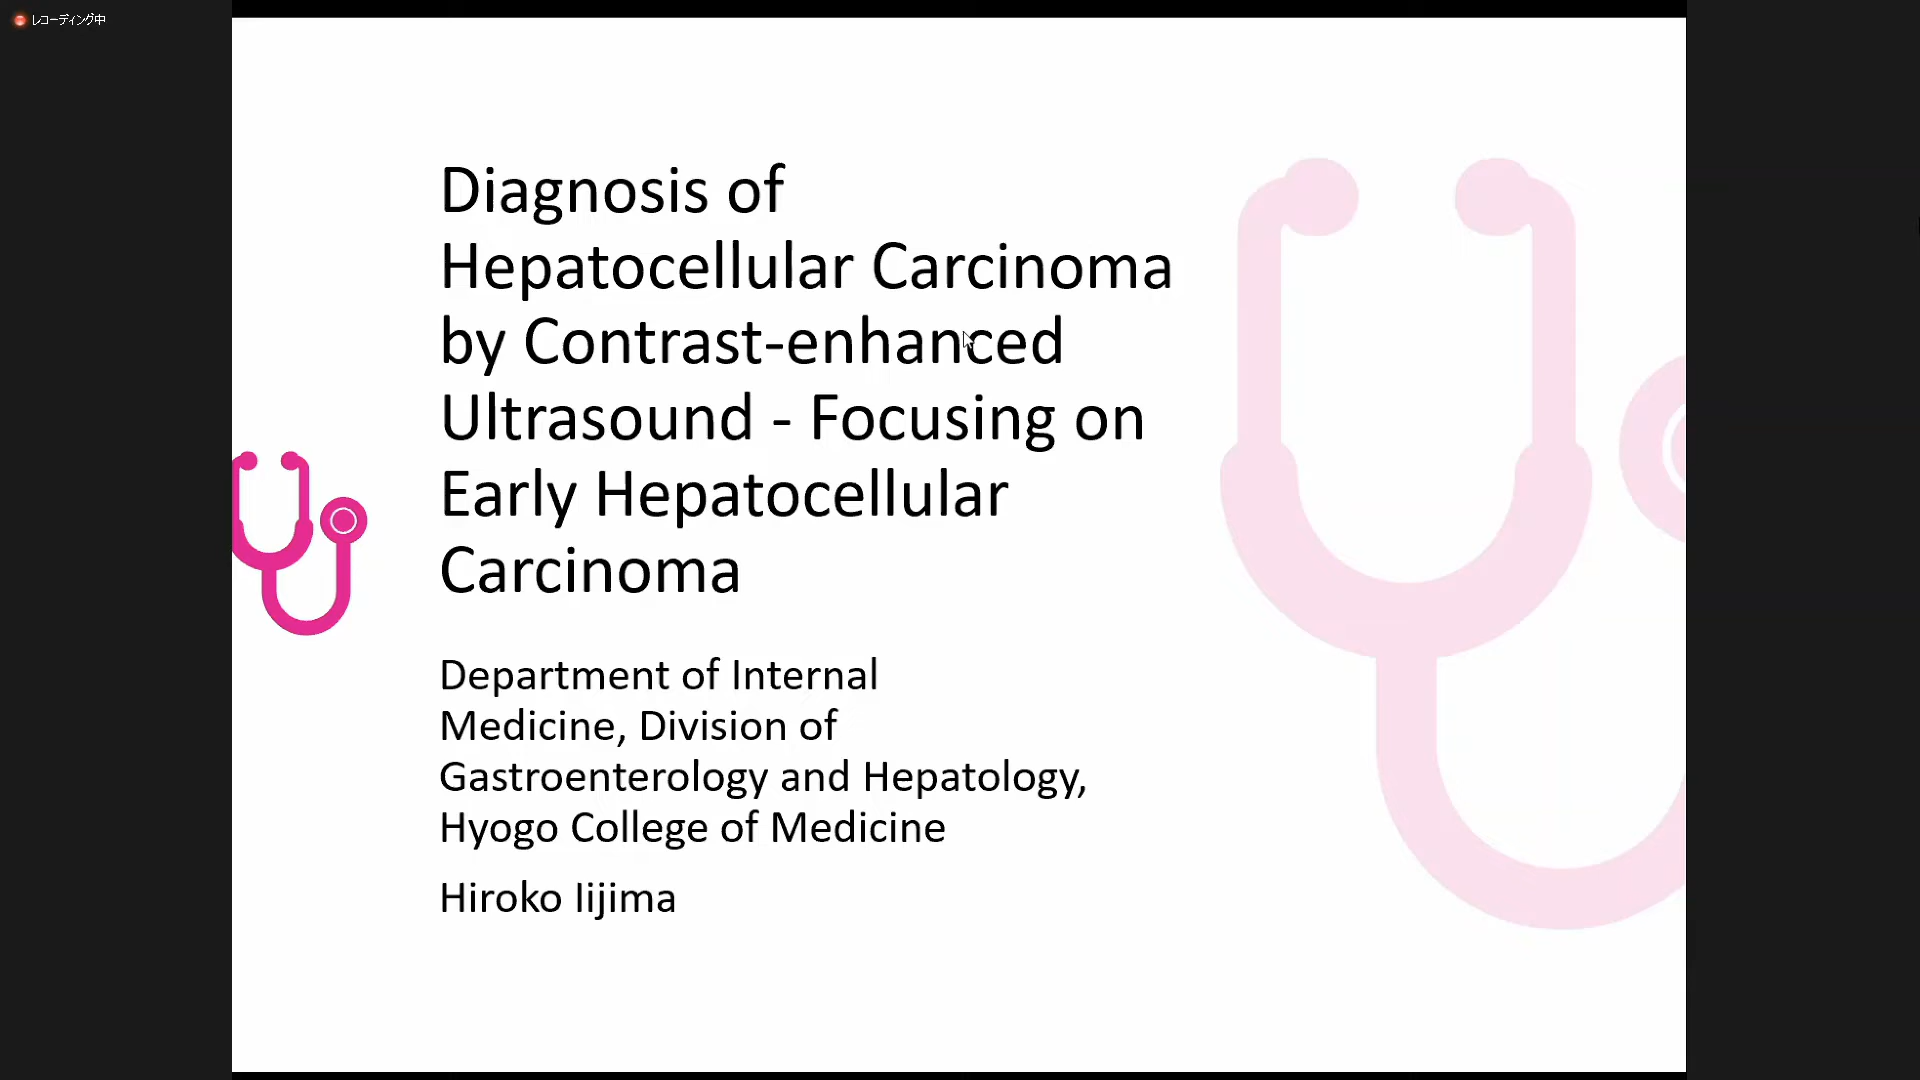 レコーディング中
Diagnosis of
Hepatocellular Carcinoma
by Contrast-enhanced
Ultrasound - Focusing on
Early Hepatocellular
Carcinoma
Department of Internal
Medicine, Division of
Gastroenterology and Hepatology,
Hyogo College of Medicine
Hiroko Iijima